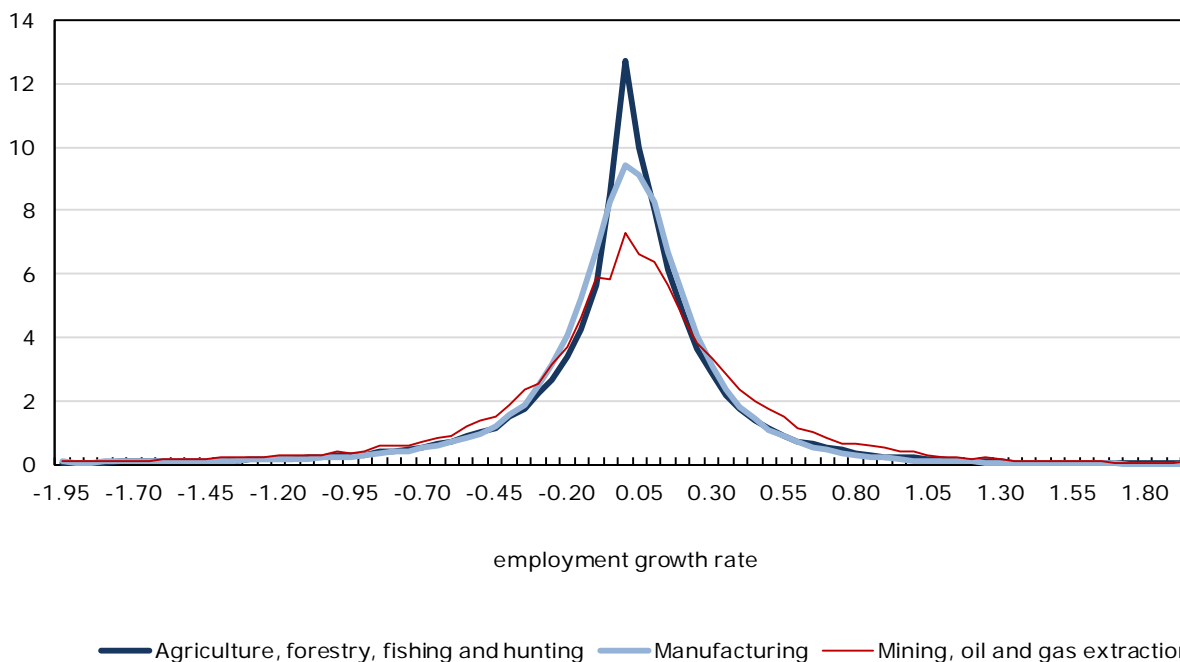 14
12
10
8
6
4
2
0
-1.95 -1.70 -1.45 -1.20 -0.95 -0.70 -0.45 -0.20 0.05 0.30 0.55 0.80 1.05 1.30 1.55 1.80
employment growth rate
Agriculture, forestry, fishing and hunting Manufacturing Mining, oil and gas extraction